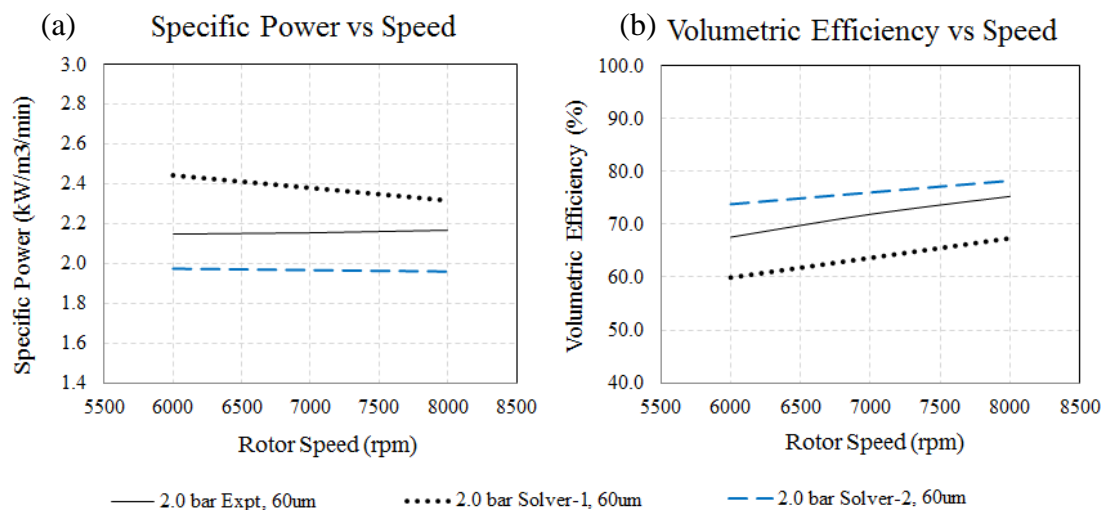 (a)
Specific Power vs Speed
Specific Power (kW/m3/min)
3.0
2.8
2.6
2.4
2.2
2.0
1.8
1.6
1.4
5500 6000 6500 7000 7500 8000 8500
Rotor Speed (rpm)
(b)
Volumetric Efficiency vs Speed
Volumetric Efficiency (%)
100.0
90.0
80.0
70.0
60.0
50.0
40.0
5500 6000 6500 7000 7500 8000 8500
Rotor Speed (rpm)
2.0 bar Expt, 60um 2.0 bar Solver-1, 60um 2.0 bar Solver-2, 60um